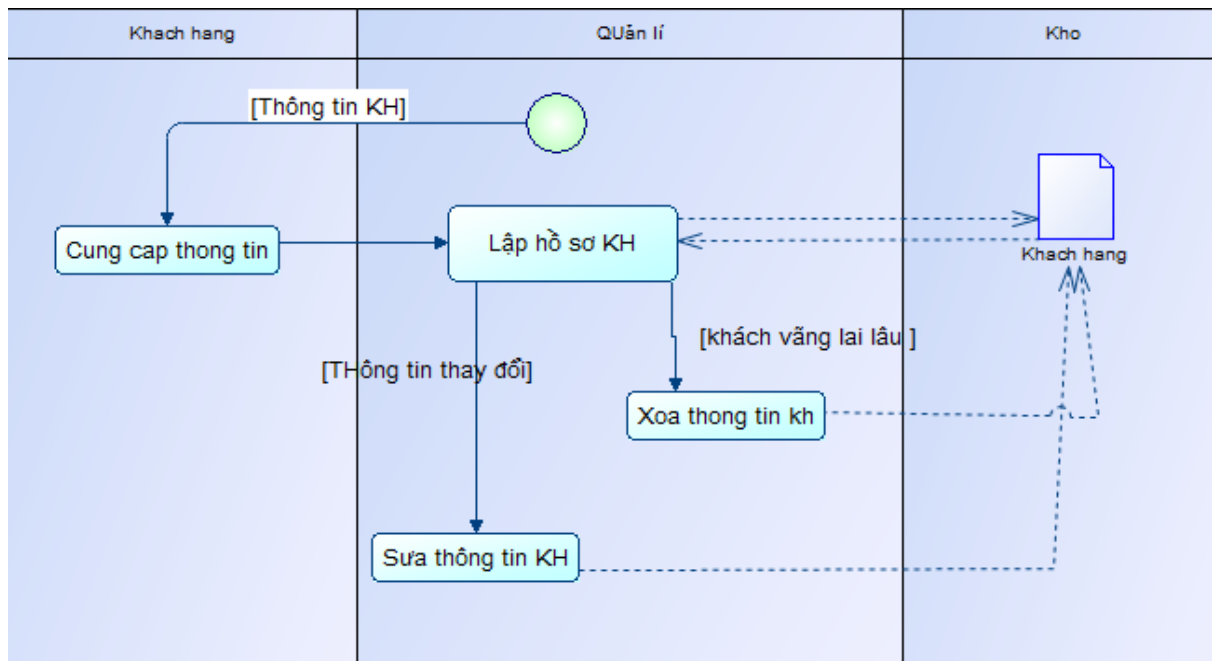 Khach hang
QUản lí
Kho
[Thông tin KH]
Cung cap thong tin
Lập hồ sơ KH
Khach hang
[khách vãng lai lâu ]
[THông tin thay đổi]
Xoa thong tin kh
Sưa thông tin KH